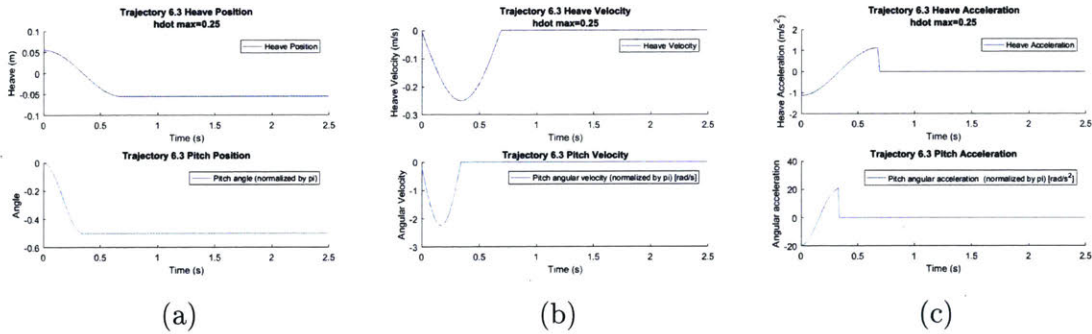 Trajectory 6.3 Heave Position
hdot max=0.25
Heave (m)
0.1
0.05
0
-0.05
-0.1
Heave Position
0 0.5 1 1.5 2 2.5
Time (s)
Trajectory 6.3 Pitch Position
Angle
0
-0.2
-0.4
-0.6
Pitch angle (normalized by pi)
0 0.5 1 1.5 2 2.5
Time (s)
(a)
Trajectory 6.3 Heave Velocity
hdot max=0.25
Heave Velocity (m/s)
0
-0.1
-0.2
-0.3
Heave Velocity
0 0.5 1 1.5 2 2.5
Time (s)
Trajectory 6.3 Pitch Velocity
Angular Velocity
0
-1
-2
-3
Pitch angular velocity (normalized by pi) [rad/s]
0 0.5 1 1.5 2 2.5
Time (s)
(b)
Trajectory 6.3 Heave Acceleration
hdot max=0.25
Heave Acceleration (m/s²)
2
1
0
-1
-2
Heave Acceleration
0 0.5 1 1.5 2 2.5
Time (s)
Trajectory 6.3 Pitch Acceleration
Angular acceleration
40
20
0
-20
Pitch angular acceleration (normalized by pi) [rad/s²]
0 0.5 1 1.5 2 2.5
Time (s)
(c)